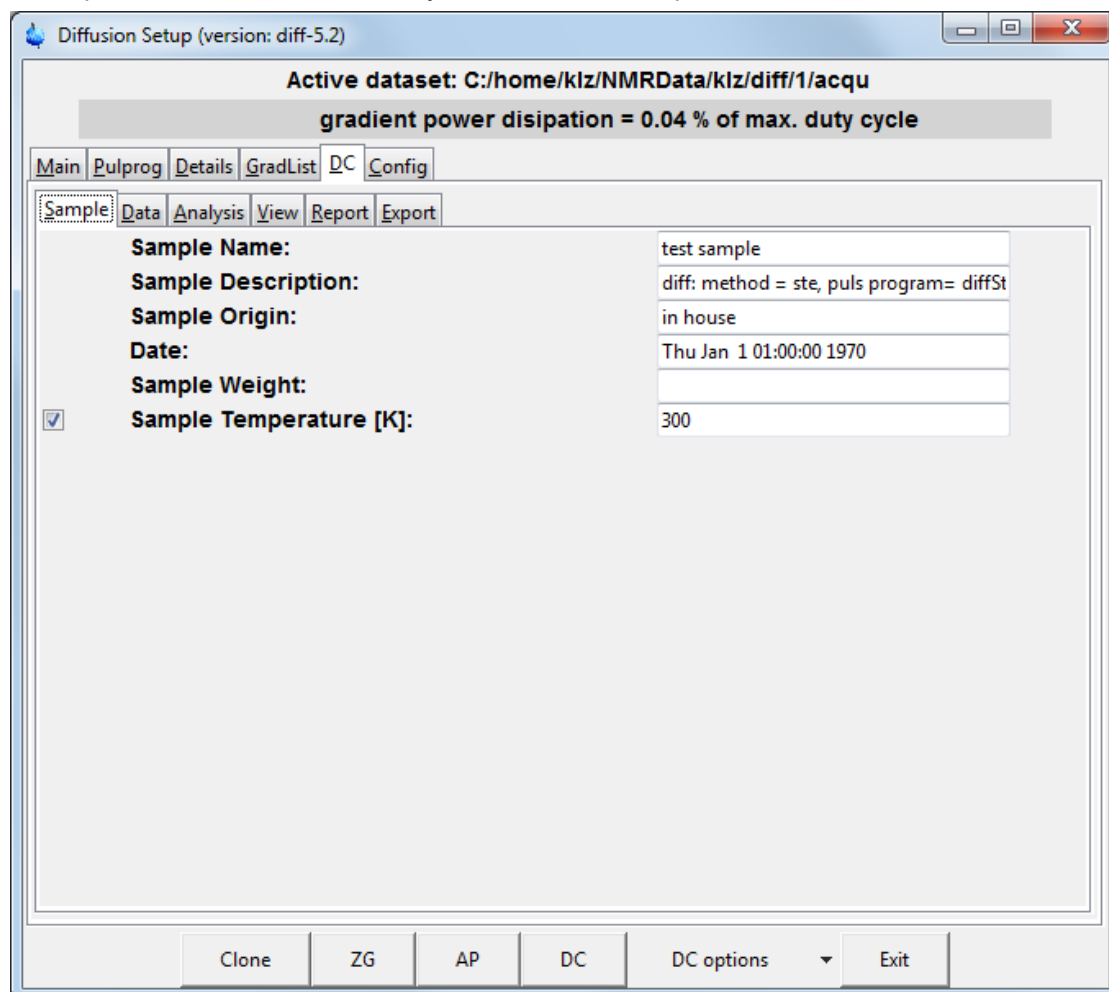 Diffusion Setup (version: diff-5.2)
Active dataset: C:/home/klz/NMRData/klz/diff/1/acqu
gradient power disipation = 0.04 % of max. duty cycle
Main Pulprog Details GradList DC Config
Sample Data Analysis View Report Export
Sample Name: test sample
Sample Description: diff: method = ste, puls program= diffSt
Sample Origin: in house
Date: Thu Jan 1 01:00:00 1970
Sample Weight:
Sample Temperature [K]: 300
Clone ZG AP DC DC options Exit